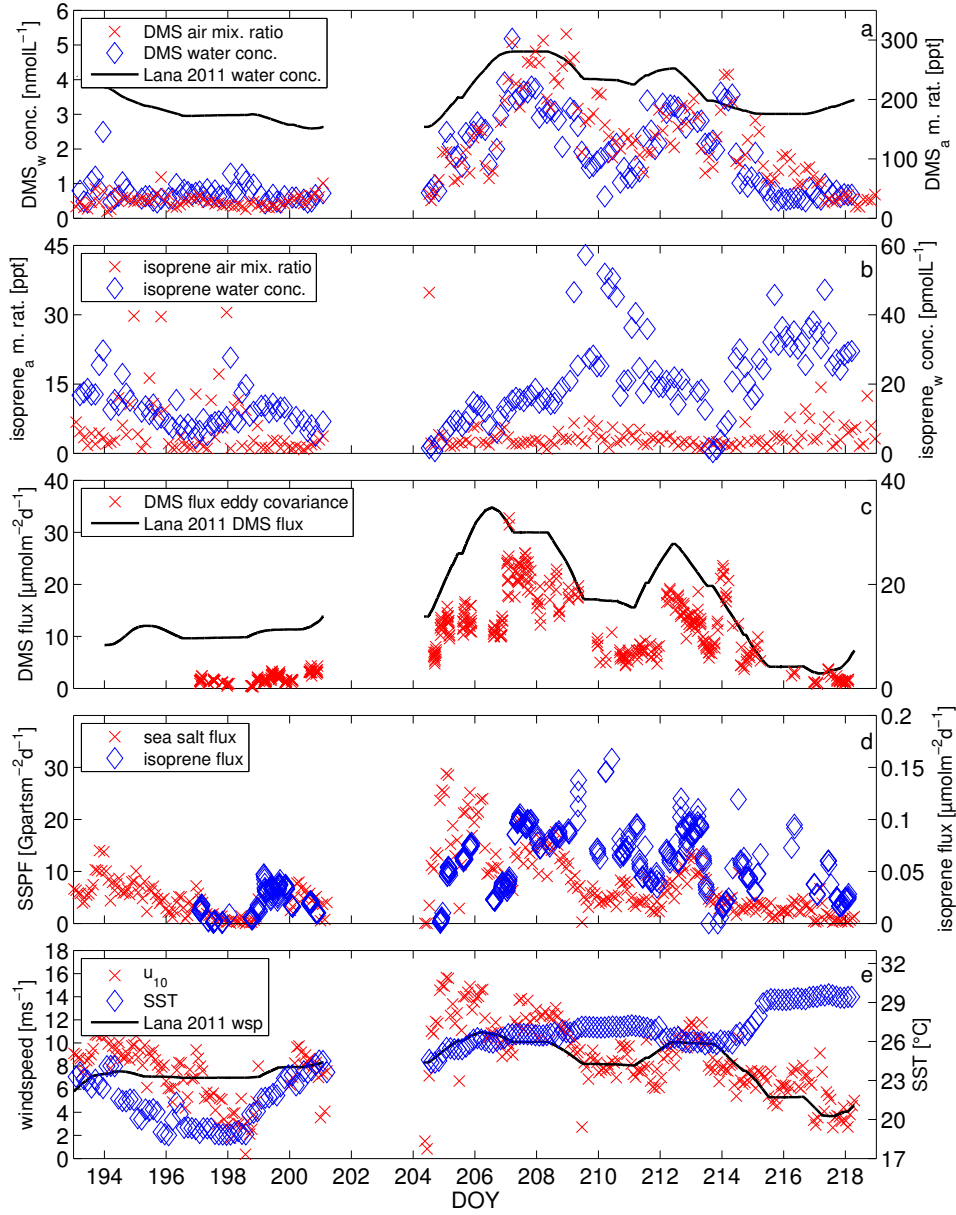 a
DMS air mix. ratio
DMS water conc.
Lana 2011 water conc.
DMS_w conc. [nmolL⁻¹]
6
5
4
3
2
1
0
DMS_a m. rat. [ppt]
300
200
100
0
b
isoprene air mix. ratio
isoprene water conc.
isoprene_a m. rat. [ppt]
45
30
15
0
isoprene_w conc. [pmolL⁻¹]
60
40
20
0
c
DMS flux eddy covariance
Lana 2011 DMS flux
DMS flux [µmolm⁻²d⁻¹]
40
30
20
10
0
40
20
0
d
sea salt flux
isoprene flux
SSPF [Gpartsm⁻²d⁻¹]
30
20
10
0
isoprene flux [µmolm⁻²d⁻¹]
0.2
0.15
0.1
0.05
0
e
u₁₀
SST
Lana 2011 wsp
windspeed [ms⁻¹]
18
16
14
12
10
8
6
4
2
0
SST [°C]
32
29
26
23
20
17
194 196 198 200 202 204 206 208 210 212 214 216 218
DOY